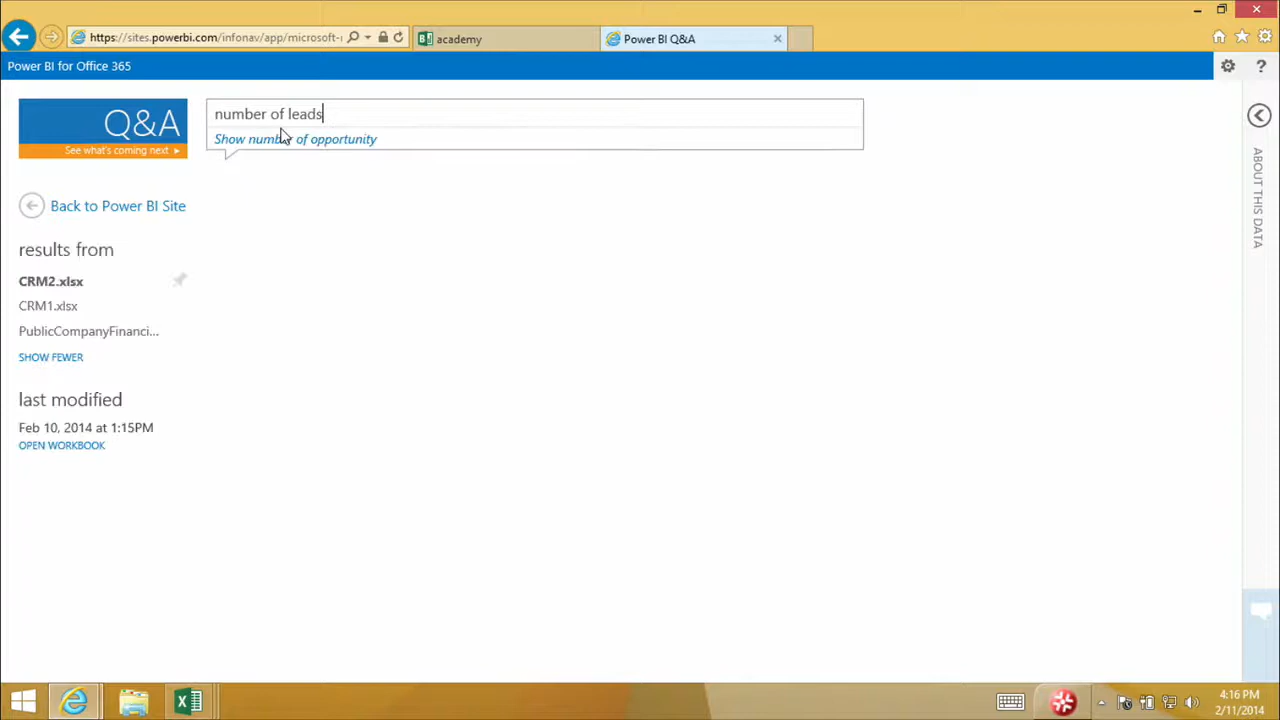 https://sites.powerbi.com/infonav/app/microsoft-
academy
Power BI Q&A
Power BI for Office 365
Q&A
See what's coming next
number of leads
Show number of opportunity
Back to Power BI Site
results from
CRM2.xlsx
CRM1.xlsx
PublicCompanyFinanci...
SHOW FEWER
last modified
Feb 10, 2014 at 1:15PM
OPEN WORKBOOK
ABOUT THIS DATA
4:16 PM
2/11/2014